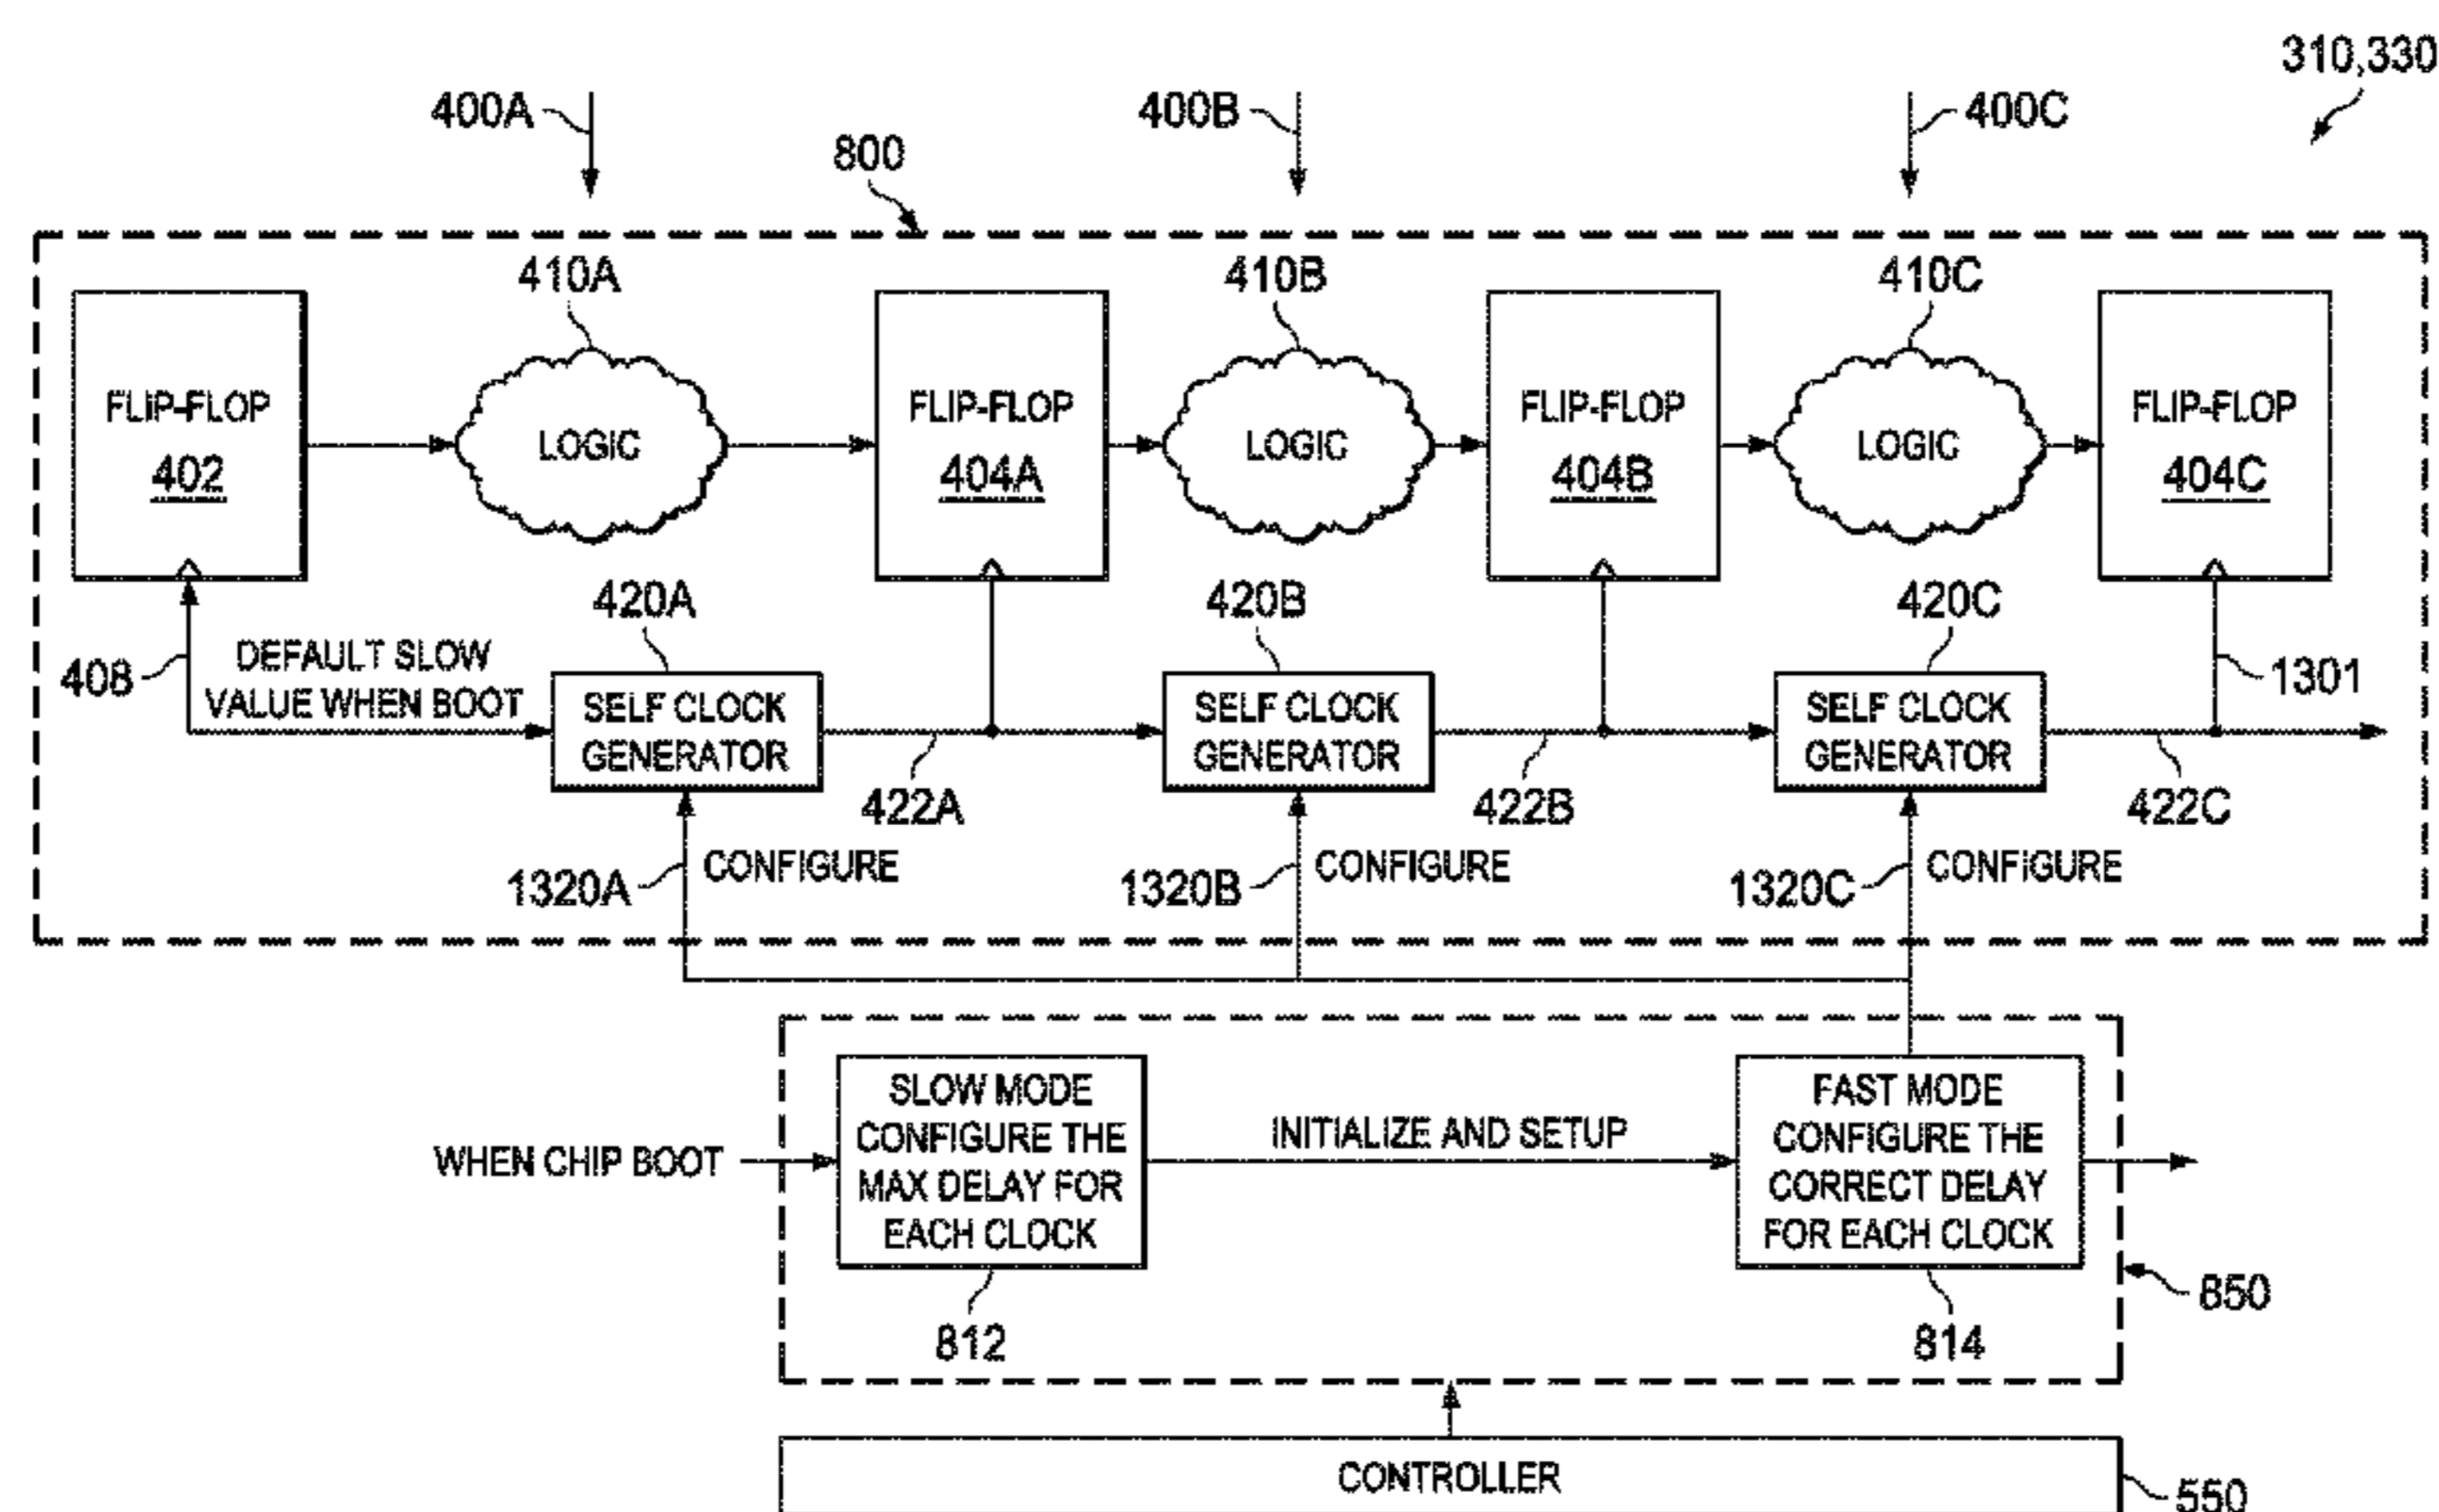 310,330
400A
400B
400C
800
410A
410B
410C
FLIP-FLOP
402
LOGIC
FLIP-FLOP
404A
LOGIC
FLIP-FLOP
404B
LOGIC
FLIP-FLOP
404C
420A
420B
420C
408
DEFAULT SLOW
VALUE WHEN BOOT
SELF CLOCK
GENERATOR
SELF CLOCK
GENERATOR
SELF CLOCK
GENERATOR
1301
422A
422B
422C
1320A
CONFIGURE
1320B
CONFIGURE
1320C
CONFIGURE
WHEN CHIP BOOT
SLOW MODE
CONFIGURE THE
MAX DELAY FOR
EACH CLOCK
INITIALIZE AND SETUP
FAST MODE
CONFIGURE THE
CORRECT DELAY
FOR EACH CLOCK
850
812
814
CONTROLLER
550